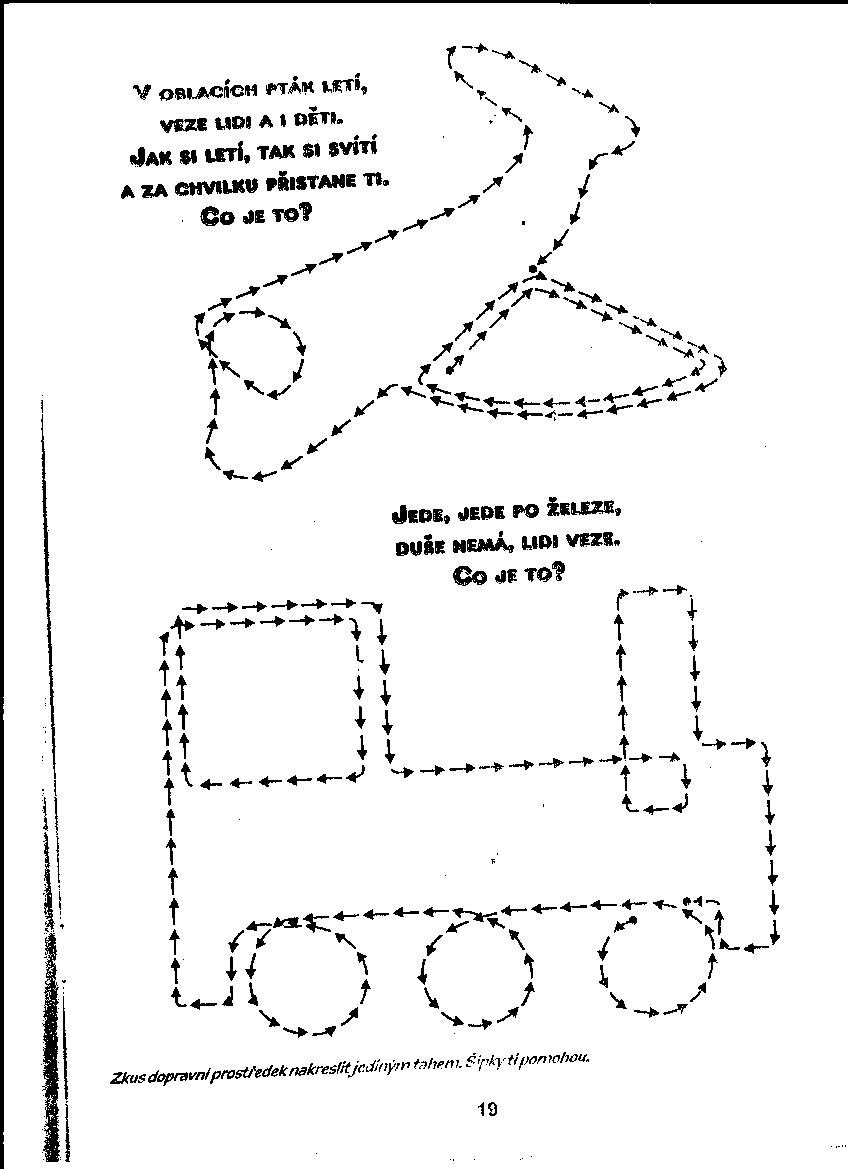 V OBLACÍCH PTÁK LETÍ,
VEZE LIDI A I DĚTI.
JAK SI LETÍ, TAK SI SVÍTÍ
A ZA CHVILKU PŘISTANE TI.
CO JE TO?
JEDE, JEDE PO ŽELEZE,
DUŠE NEMÁ, LIDI VEZE.
CO JE TO?
Zkus dopravní prostředek nakreslit jediným tahem. Šipky ti pomohou.
19